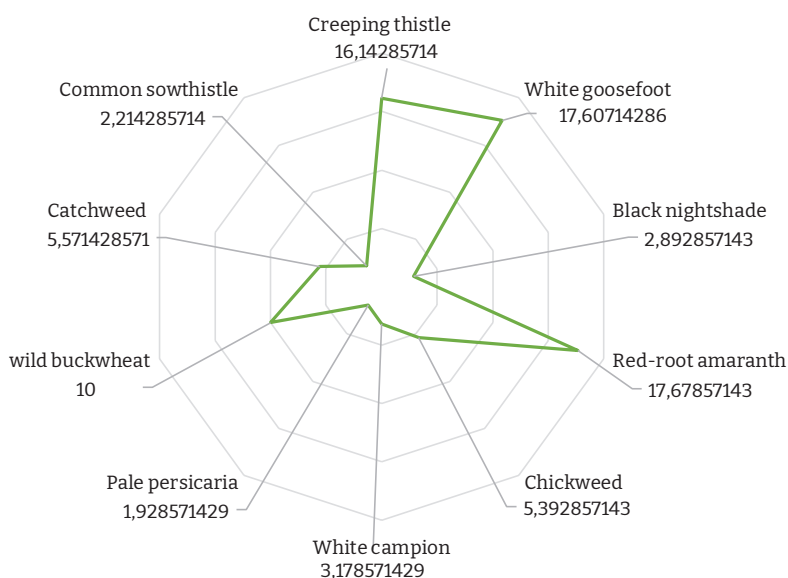 Creeping thistle
16,14285714
White goosefoot
17,60714286
Black nightshade
2,892857143
Red-root amaranth
17,67857143
Chickweed
5,392857143
White campion
3,178571429
Pale persicaria
1,928571429
wild buckwheat
10
Catchweed
5,571428571
Common sowthistle
2,214285714